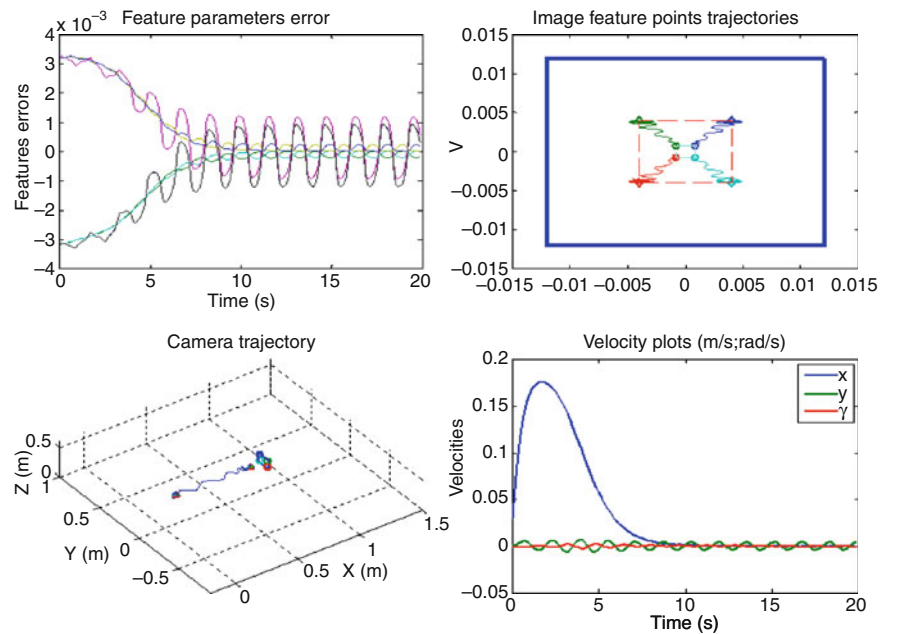 Feature parameters error
4 x 10⁻³
3
2
1
0
−1
−2
−3
−4
Features errors
0 5 10 15 20
Time (s)
Image feature points trajectories
0.015
0.01
0.005
0
−0.005
−0.01
−0.015
V
−0.015 −0.01 −0.005 0 0.005 0.01 0.015
Camera trajectory
0.5
0
Z (m)
1
0.5
0
−0.5
Y (m)
0
0.5
1
1.5
X (m)
Velocity plots (m/s;rad/s)
0.2
0.15
0.1
0.05
0
−0.05
Velocities
x
y
γ
0 5 10 15 20
Time (s)